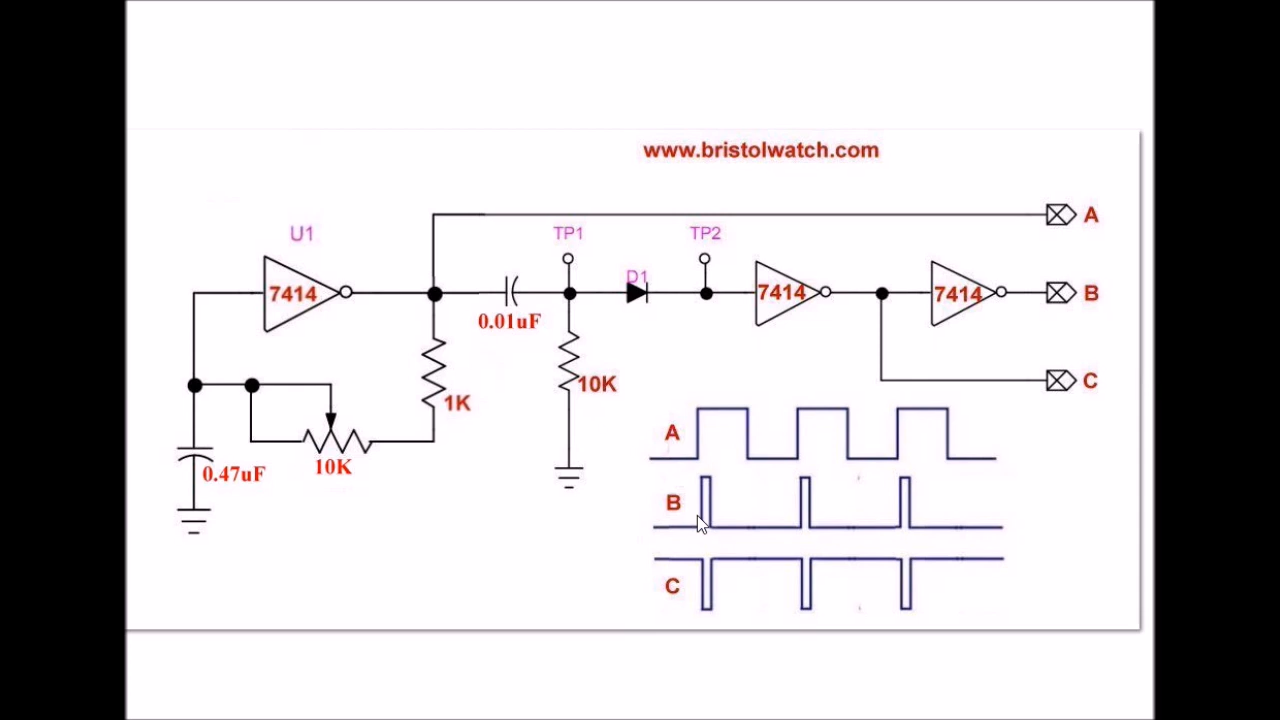 www.bristolwatch.com
A
U1
TP1
TP2
D1
7414
7414
7414
B
0.01uF
C
10K
1K
A
0.47uF
10K
B
C